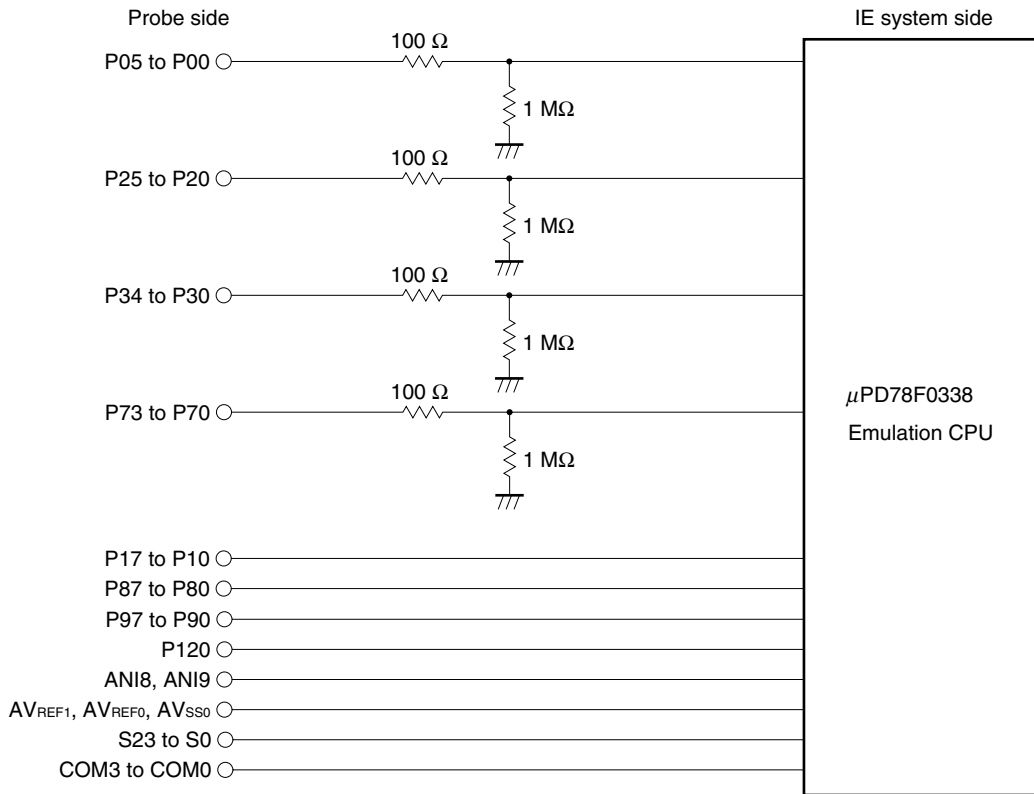 Probe side
IE system side
P05 to P00
100 Ω
1 MΩ
P25 to P20
100 Ω
1 MΩ
P34 to P30
100 Ω
1 MΩ
P73 to P70
100 Ω
1 MΩ
μPD78F0338
Emulation CPU
P17 to P10
P87 to P80
P97 to P90
P120
ANI8, ANI9
AVREF1, AVREF0, AVSS0
S23 to S0
COM3 to COM0